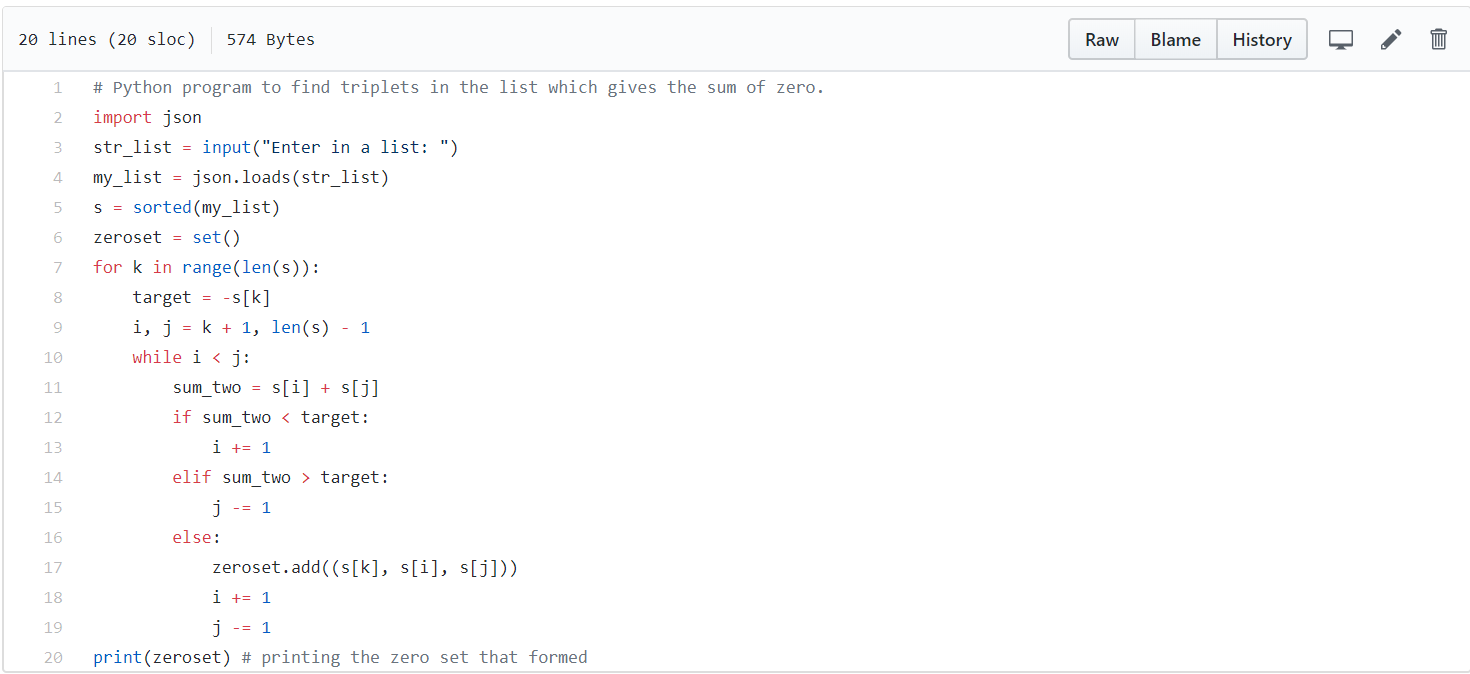 20 lines (20 sloc) 574 Bytes Raw Blame History
1 # Python program to find triplets in the list which gives the sum of zero.
2 import json
3 str_list = input("Enter in a list: ")
4 my_list = json.loads(str_list)
5 s = sorted(my_list)
6 zeroset = set()
7 for k in range(len(s)):
8     target = -s[k]
9     i, j = k + 1, len(s) - 1
10     while i < j:
11         sum_two = s[i] + s[j]
12         if sum_two < target:
13             i += 1
14         elif sum_two > target:
15             j -= 1
16         else:
17             zeroset.add((s[k], s[i], s[j]))
18             i += 1
19             j -= 1
20 print(zeroset) # printing the zero set that formed